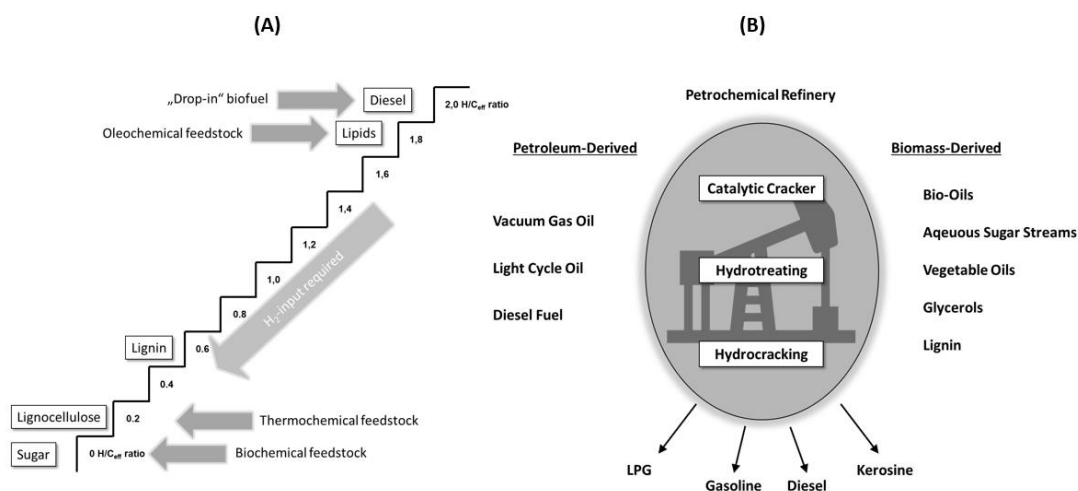 (A)
„Drop-in“ biofuel
Diesel
2,0 H/Ceff ratio
Oleochemical feedstock
Lipids
1,8
1,6
1,4
1,2
1,0
0.8
H2-input required
Lignin
0.6
0.4
Lignocellulose
0.2
Thermochemical feedstock
Sugar
0 H/Ceff ratio
Biochemical feedstock
(B)
Petrochemical Refinery
Petroleum-Derived
Vacuum Gas Oil
Light Cycle Oil
Diesel Fuel
Catalytic Cracker
Hydrotreating
Hydrocracking
Biomass-Derived
Bio-Oils
Aqeuous Sugar Streams
Vegetable Oils
Glycerols
Lignin
LPG
Gasoline
Diesel
Kerosine